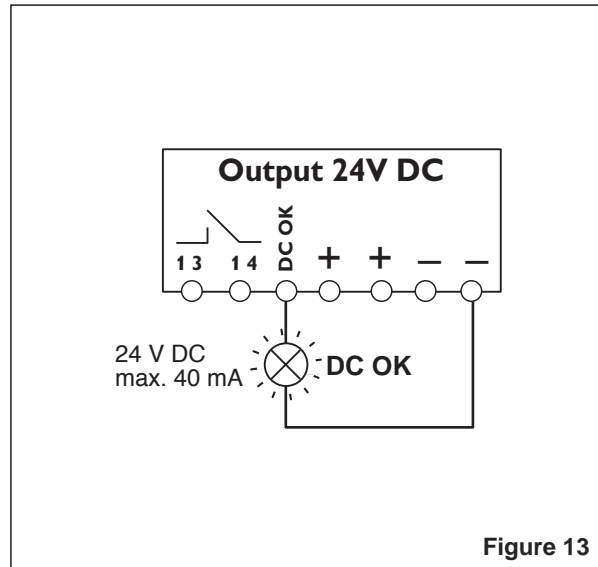 Output 24V DC
DC OK
13 14 + + – –
24 V DC
max. 40 mA
DC OK
Figure 13